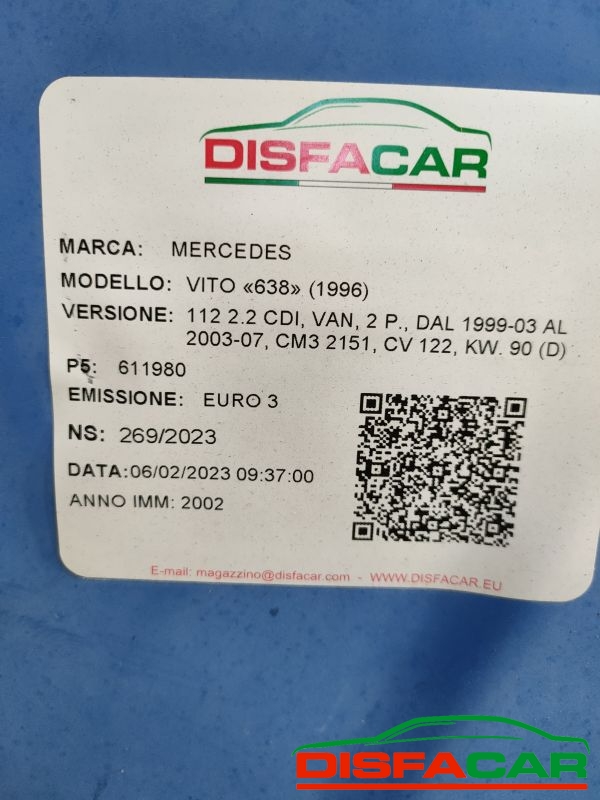 DISFACAR
MARCA: MERCEDES
MODELLO: VITO «638» (1996)
VERSIONE: 112 2.2 CDI, VAN, 2 P., DAL 1999-03 AL
2003-07, CM3 2151, CV 122, KW. 90 (D)
P5: 611980
EMISSIONE: EURO 3
NS: 269/2023
DATA:06/02/2023 09:37:00
ANNO IMM: 2002
E-mail: magazzino@disfacar.com - WWW.DISFACAR.EU
DISFACAR